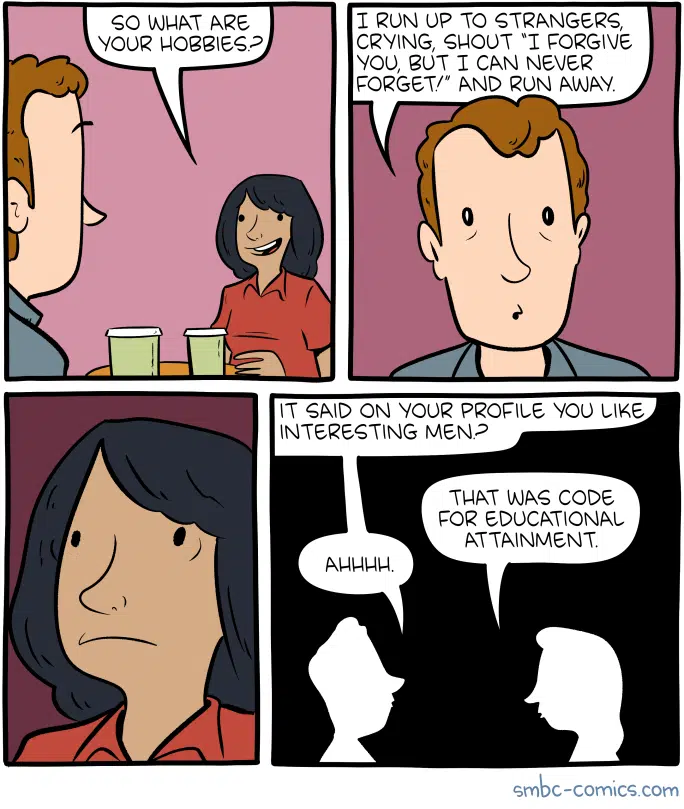 SO WHAT ARE
YOUR HOBBIES?
I RUN UP TO STRANGERS,
CRYING, SHOUT "I FORGIVE
YOU, BUT I CAN NEVER
FORGET!" AND RUN AWAY.
IT SAID ON YOUR PROFILE YOU LIKE
INTERESTING MEN?
THAT WAS CODE
FOR EDUCATIONAL
ATTAINMENT.
AHHHH.
smbc-comics.com